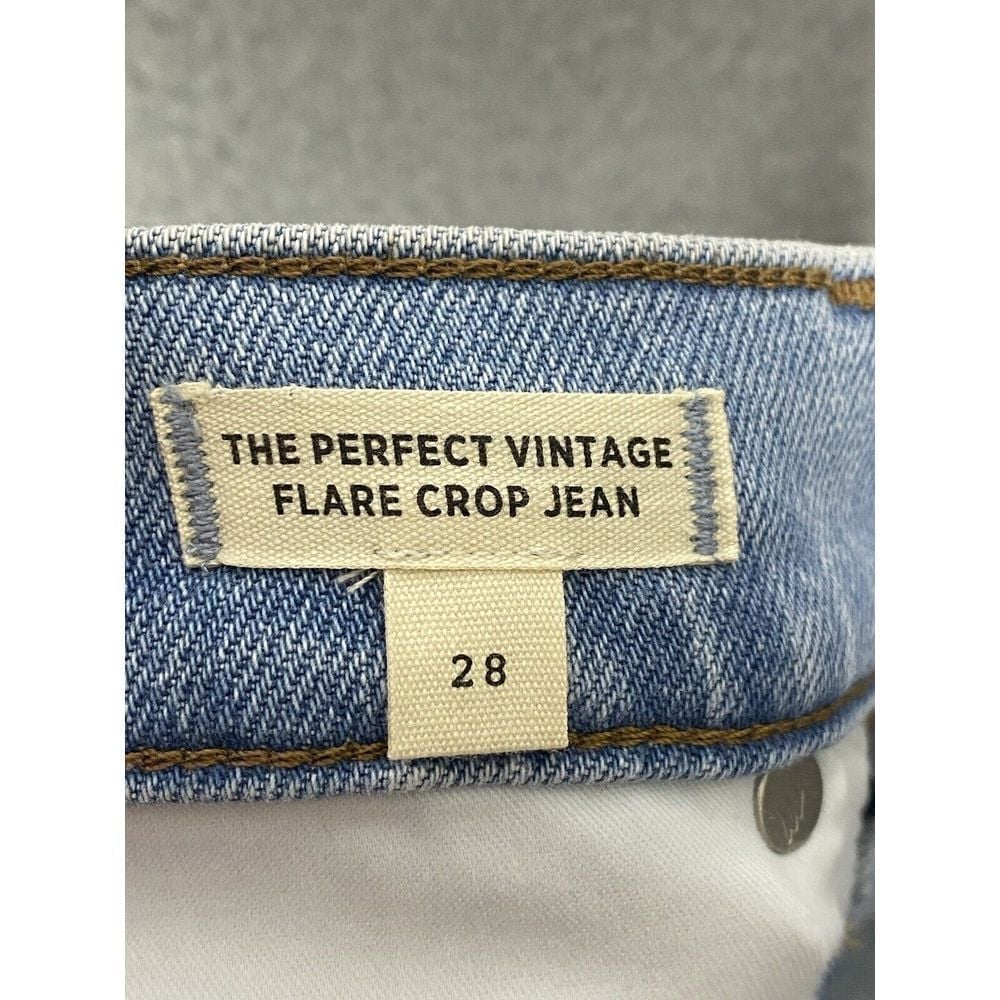 THE PERFECT VINTAGE
FLARE CROP JEAN
28